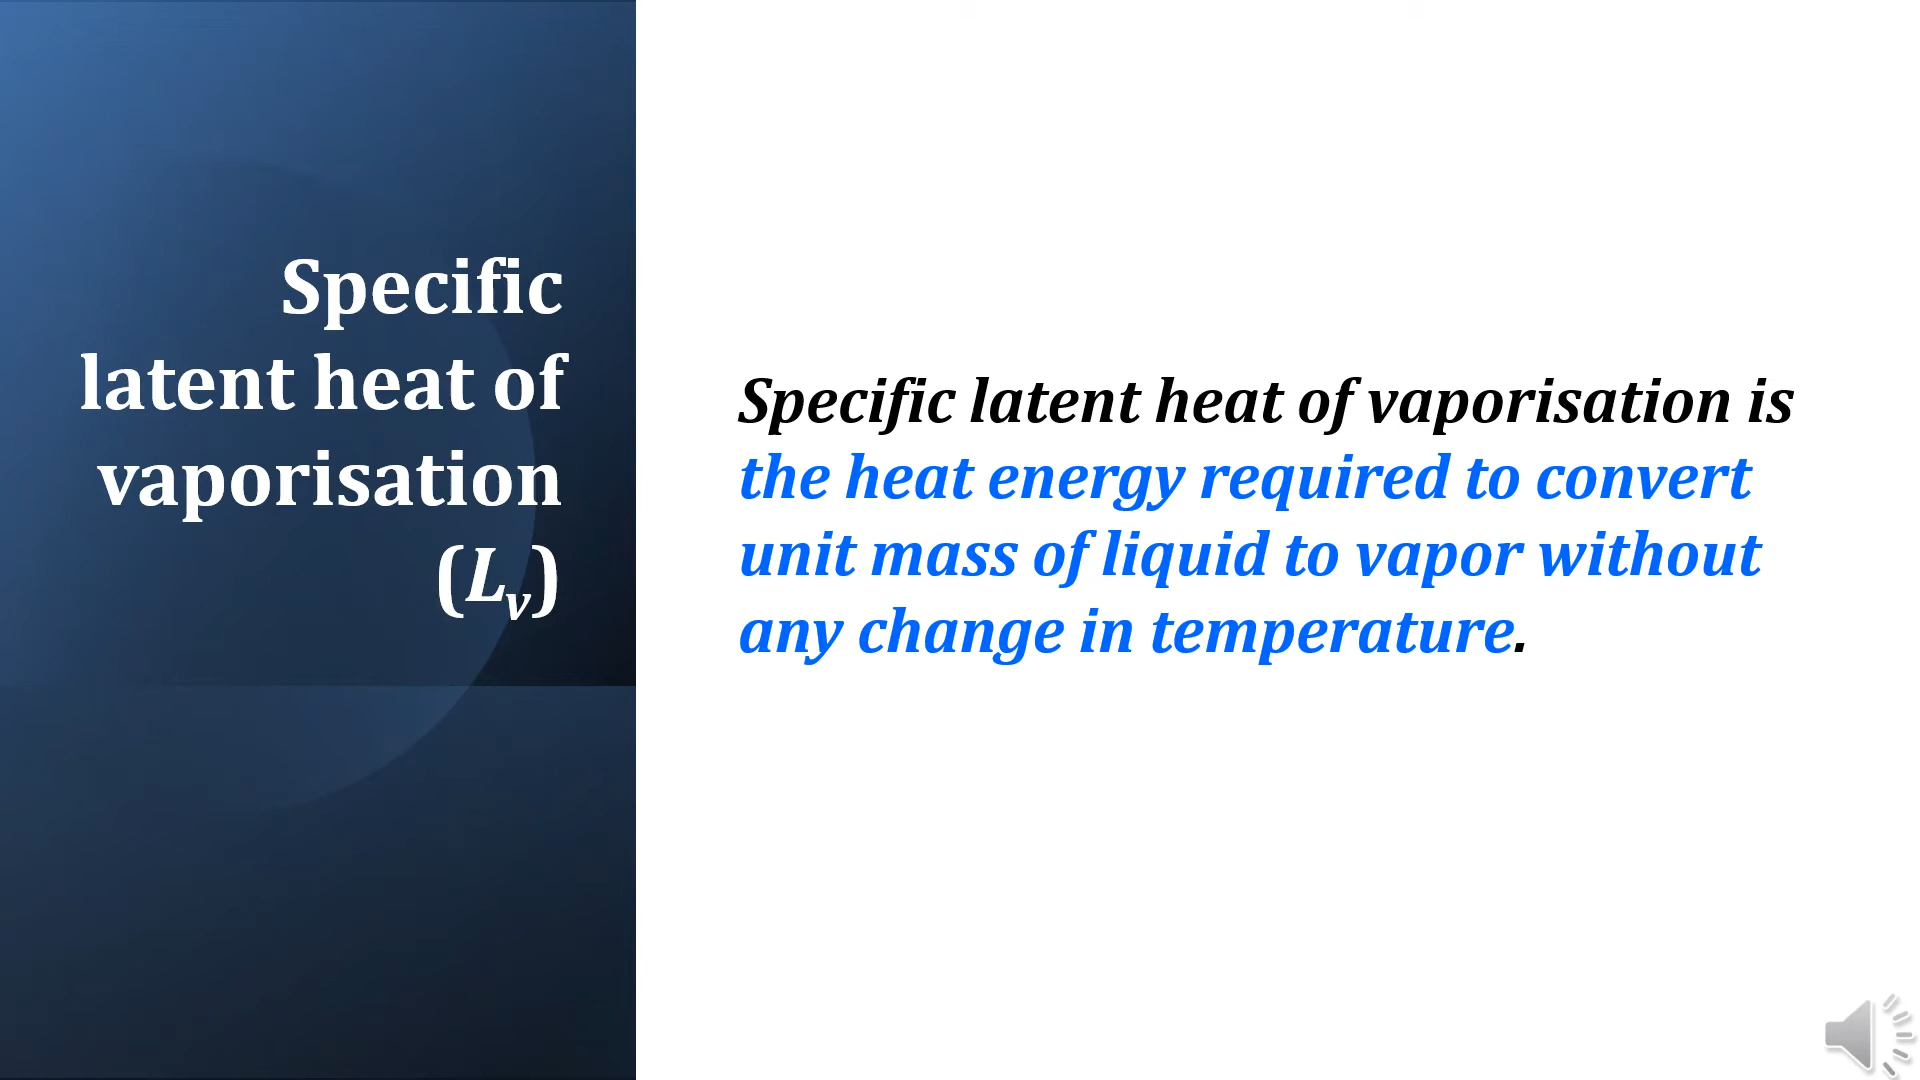 Specific
latent heat of
vaporisation
(Lv)
Specific latent heat of vaporisation is
the heat energy required to convert
unit mass of liquid to vapor without
any change in temperature.